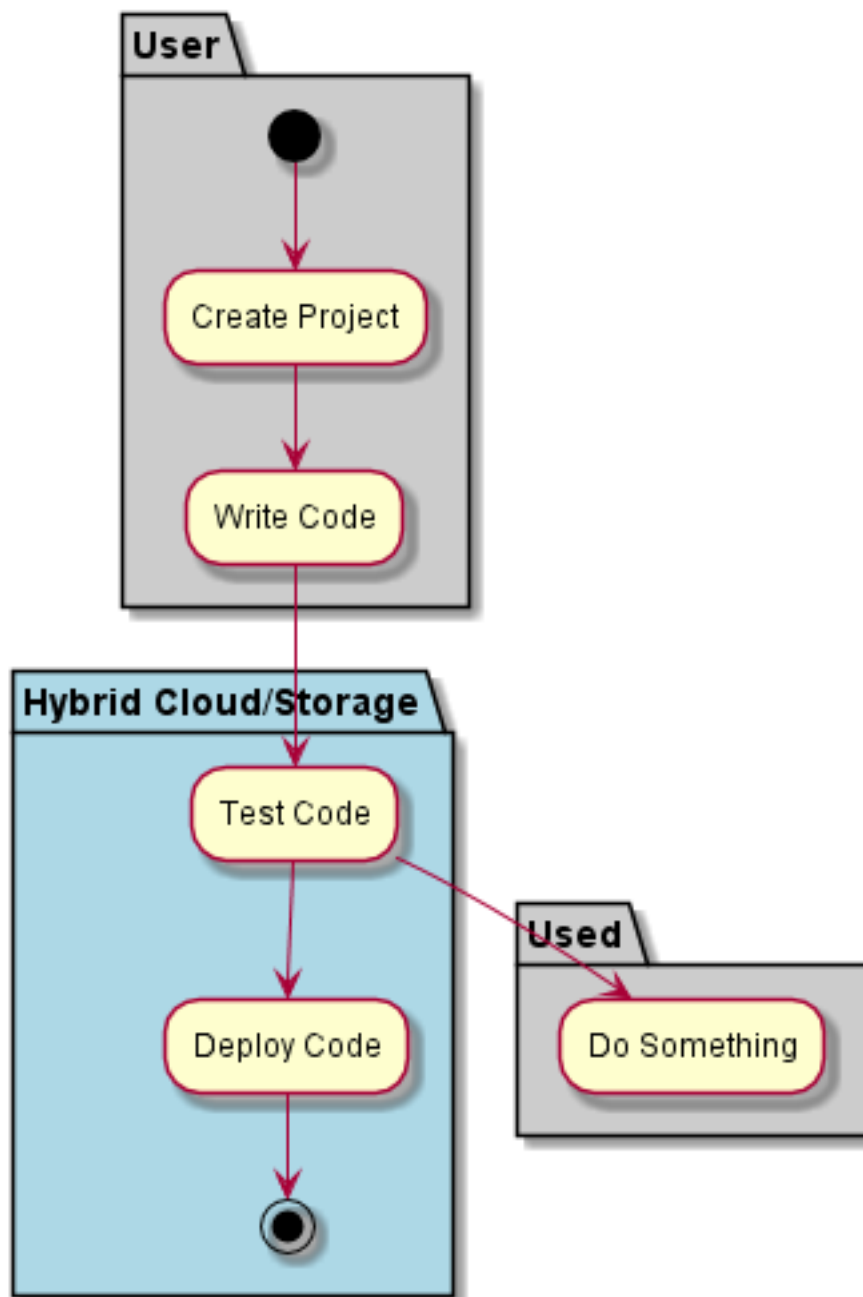 User
Create Project
Write Code
Hybrid Cloud/Storage
Test Code
Used
Deploy Code
Do Something